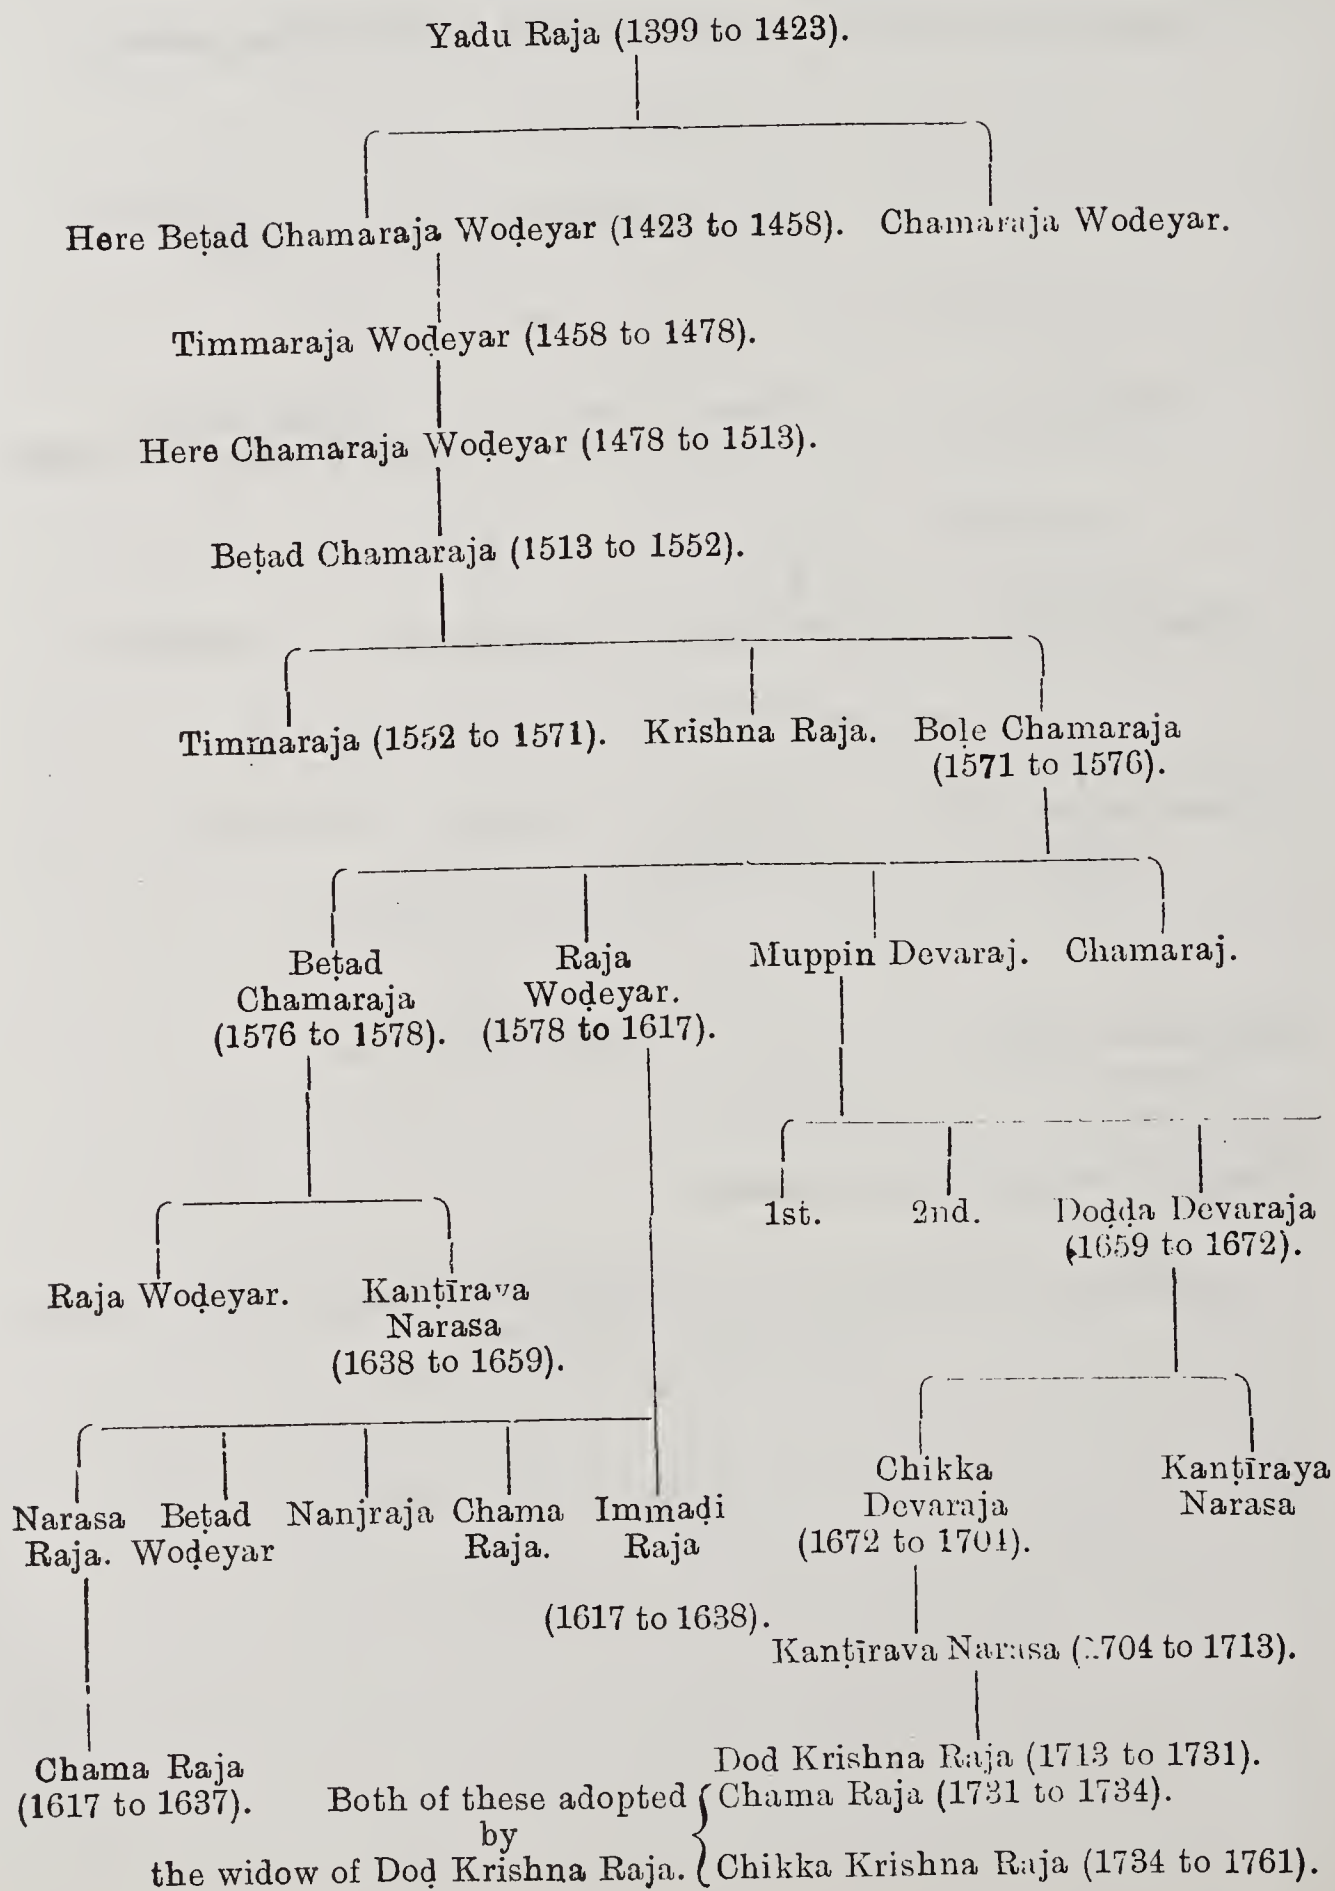 Yadu Raja (1399 to 1423).
Here Beṭad Chamaraja Woḍeyar (1423 to 1458). Chamaraja Wodeyar.
Timmaraja Woḍeyar (1458 to 1478).
Here Chamaraja Woḍeyar (1478 to 1513).
Beṭad Chamaraja (1513 to 1552).
Timmaraja (1552 to 1571). Krishna Raja. Boḷe Chamaraja
(1571 to 1576).
Beṭad Raja Muppin Devaraj. Chamaraj.
Chamaraja Woḍeyar.
(1576 to 1578). (1578 to 1617).
1st. 2nd. Doḍḍa Devaraja
(1659 to 1672).
Raja Woḍeyar. Kaṇṭīrava
Narasa
(1638 to 1659).
Chikka Kaṇṭīraya
Devaraja Narasa
(1672 to 1704).
Narasa Beṭad Nanjraja Chama Immaḍi
Raja. Woḍeyar Raja. Raja
(1617 to 1638).
Kaṇṭīrava Narasa (1704 to 1713).
Chama Raja
(1617 to 1637).
Dod Krishna Raja (1713 to 1731).
Both of these adopted { Chama Raja (1731 to 1734).
by
the widow of Doḍ Krishna Raja. Chikka Krishna Raja (1734 to 1761).